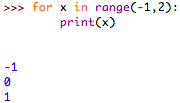 >>> for x in range(-1,2):
        print(x)
-1
0
1